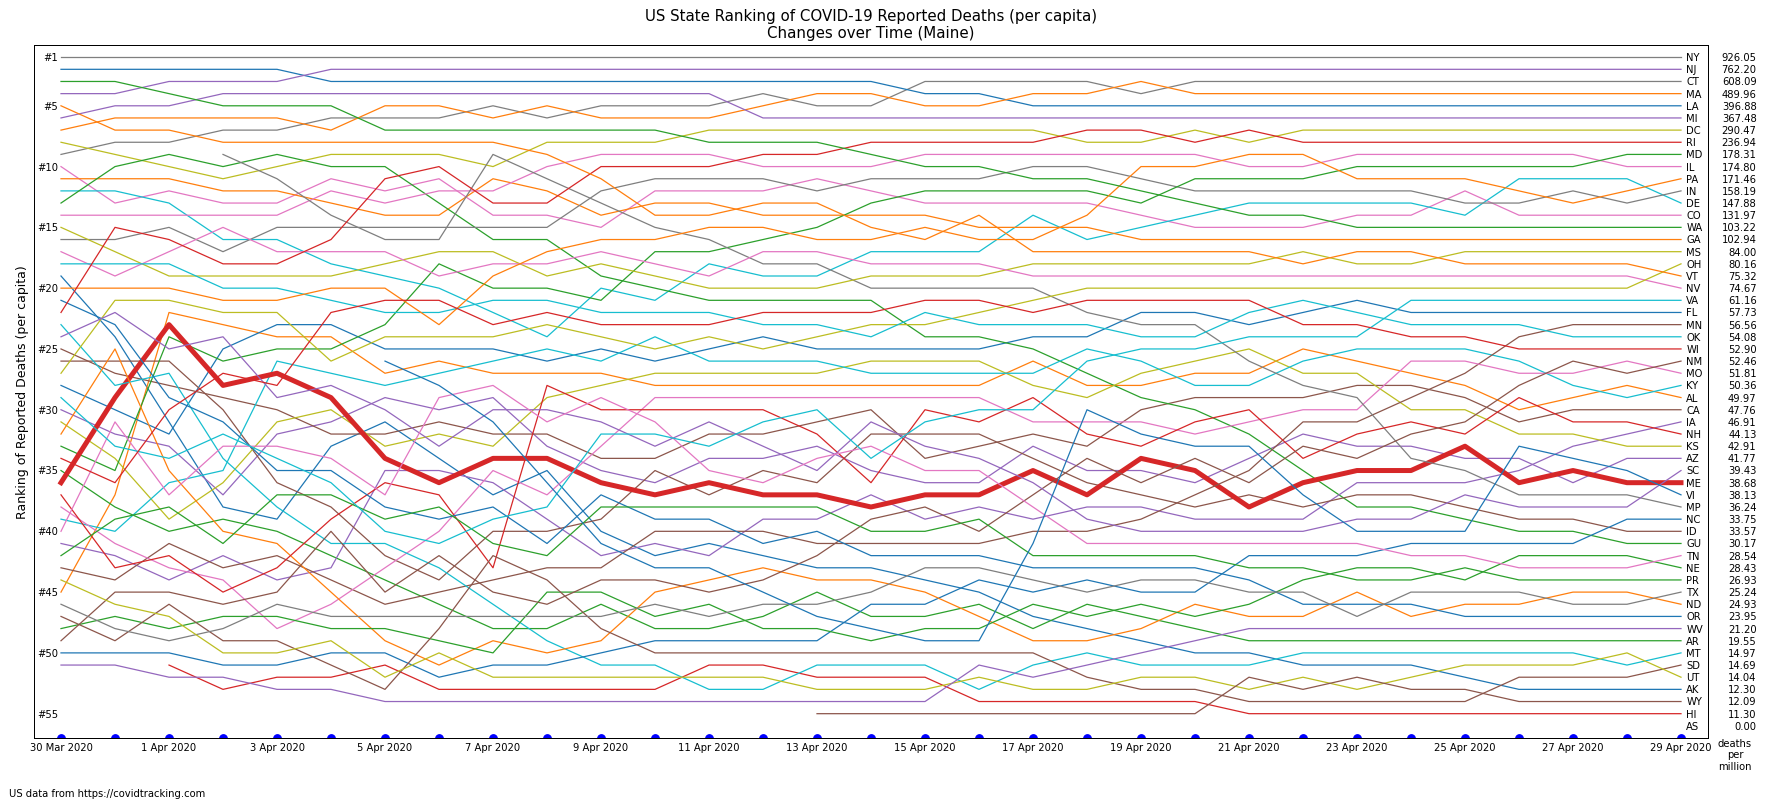 US State Ranking of COVID-19 Reported Deaths (per capita)
Changes over Time (Maine)
Ranking of Reported Deaths (per capita)
#1
#5
#10
#15
#20
#25
#30
#35
#40
#45
#50
#55
NY 926.05
NJ 762.20
CT 608.09
MA 489.96
LA 396.88
MI 367.48
DC 290.47
RI 236.94
MD 178.31
IL 174.80
PA 171.46
IN 158.19
DE 147.88
CO 131.97
WA 103.22
GA 102.94
MS 84.00
OH 80.16
VT 75.32
NV 74.67
VA 61.16
FL 57.73
MN 56.56
OK 54.08
WI 52.90
NM 52.46
MO 51.81
KY 50.36
AL 49.97
CA 47.76
IA 46.91
NH 44.13
KS 42.91
AZ 41.77
SC 39.43
ME 38.68
VI 38.13
MP 36.24
NC 33.75
ID 33.57
GU 30.17
TN 28.54
NE 28.43
PR 26.93
TX 25.24
ND 24.93
OR 23.95
WV 21.20
AR 19.55
MT 14.97
SD 14.69
UT 14.04
AK 12.30
WY 12.09
HI 11.30
AS 0.00
30 Mar 2020
1 Apr 2020
3 Apr 2020
5 Apr 2020
7 Apr 2020
9 Apr 2020
11 Apr 2020
13 Apr 2020
15 Apr 2020
17 Apr 2020
19 Apr 2020
21 Apr 2020
23 Apr 2020
25 Apr 2020
27 Apr 2020
29 Apr 2020
deaths
per
million
US data from https://covidtracking.com